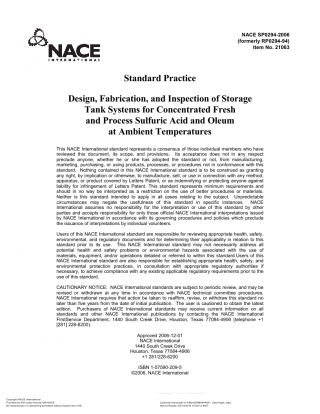 NACE SP0294-2006
(formerly RP0294-94)
Item No. 21063
NACE
INTERNATIONAL
Standard Practice
Design, Fabrication, and Inspection of Storage
Tank Systems for Concentrated Fresh
and Process Sulfuric Acid and Oleum
at Ambient Temperatures
This NACE International standard represents a consensus of those individual members who have
reviewed this document, its scope, and provisions. Its acceptance does not in any respect
preclude anyone, whether he or she has adopted the standard or not, from manufacturing,
marketing, purchasing, or using products, processes, or procedures not in conformance with this
standard. Nothing contained in this NACE International standard is to be construed as granting
any right, by implication or otherwise, to manufacture, sell, or use in connection with any method,
apparatus, or product covered by Letters Patent, or as indemnifying or protecting anyone against
liability for infringement of Letters Patent. This standard represents minimum requirements and
should in no way be interpreted as a restriction on the use of better procedures or materials.
Neither is this standard intended to apply in all cases relating to the subject. Unpredictable
circumstances may negate the usefulness of this standard in specific instances. NACE
International assumes no responsibility for the interpretation or use of this standard by other
parties and accepts responsibility for only those official NACE International interpretations issued
by NACE International in accordance with its governing procedures and policies which preclude
the issuance of interpretations by individual volunteers.
Users of this NACE International standard are responsible for reviewing appropriate health, safety,
environmental, and regulatory documents and for determining their applicability in relation to this
standard prior to its use. This NACE International standard may not necessarily address all
potential health and safety problems or environmental hazards associated with the use of
materials, equipment, and/or operations detailed or referred to within this standard. Users of this
NACE International standard are also responsible for establishing appropriate health, safety, and
environmental protection practices, in consultation with appropriate regulatory authorities if
necessary, to achieve compliance with any existing applicable regulatory requirements prior to the
use of this standard.
CAUTIONARY NOTICE: NACE International standards are subject to periodic review, and may be
revised or withdrawn at any time in accordance with NACE technical committee procedures.
NACE International requires that action be taken to reaffirm, revise, or withdraw this standard no
later than five years from the date of initial publication. The user is cautioned to obtain the latest
edition. Purchasers of NACE International standards may receive current information on all
standards and other NACE International publications by contacting the NACE International
FirstService Department, 1440 South Creek Drive, Houston, Texas 77084-4906 (telephone +1
[281] 228-6200).
Approved 2006-12-01
NACE International
1440 South Creek Drive
Houston, Texas 77084-4906
+1 281/228-6200
ISBN 1-57590-209-0
©2006, NACE International
Copyright NACE International